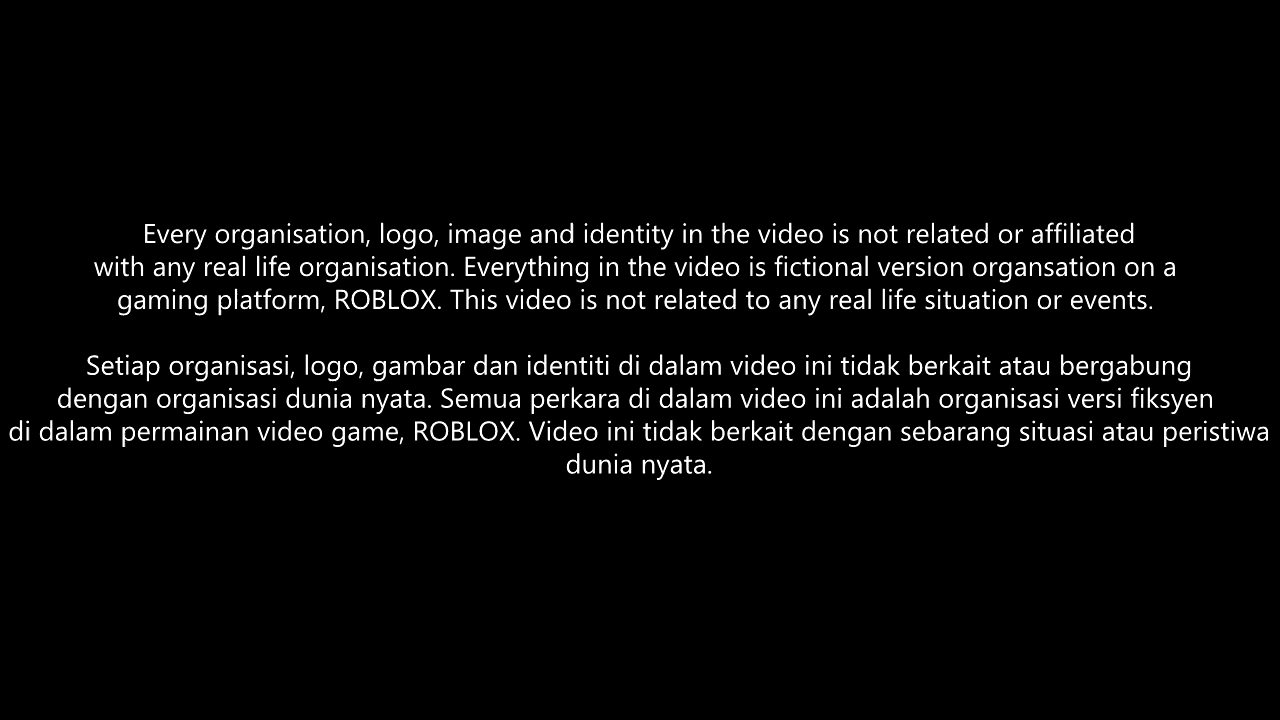 Every organisation, logo, image and identity in the video is not related or affiliated
with any real life organisation. Everything in the video is fictional version organsation on a
gaming platform, ROBLOX. This video is not related to any real life situation or events.
Setiap organisasi, logo, gambar dan identiti di dalam video ini tidak berkait atau bergabung
dengan organisasi dunia nyata. Semua perkara di dalam video ini adalah organisasi versi fiksyen
di dalam permainan video game, ROBLOX. Video ini tidak berkait dengan sebarang situasi atau peristiwa
dunia nyata.